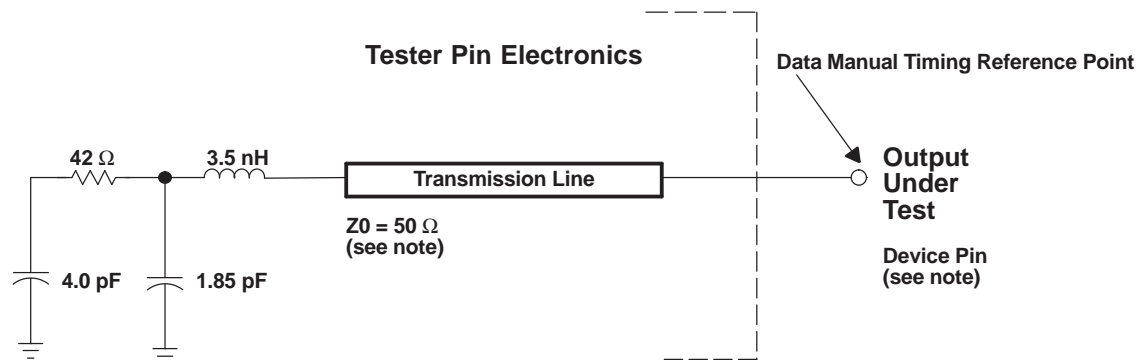 Tester Pin Electronics
Data Manual Timing Reference Point
42 Ω
3.5 nH
Transmission Line
Output
Under
Test
Z0 = 50 Ω
(see note)
Device Pin
(see note)
4.0 pF
1.85 pF